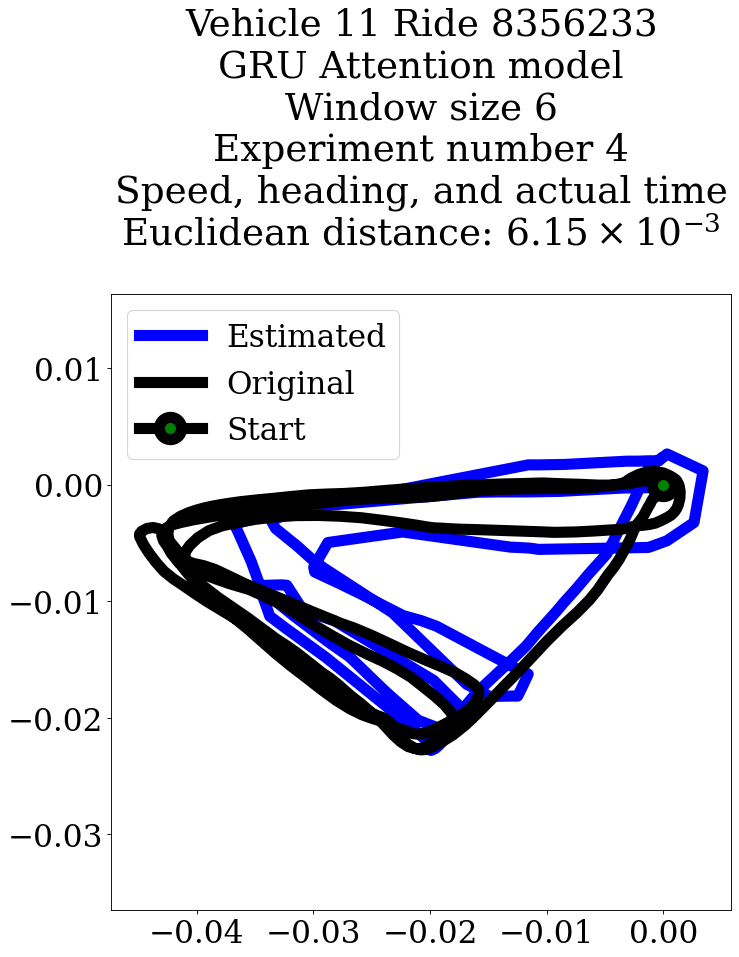 Vehicle 11 Ride 8356233
GRU Attention model
Window size 6
Experiment number 4
Speed, heading, and actual time
Euclidean distance: 6.15 × 10⁻³
Estimated
Original
Start
0.01
0.00
−0.01
−0.02
−0.03
−0.04 −0.03 −0.02 −0.01 0.00